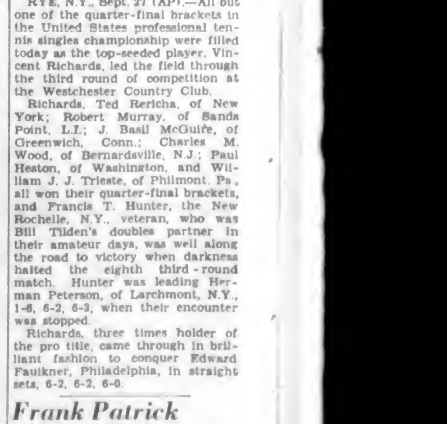 RYE, N.Y., Sept. 27 (AP).—All but
one of the quarter-final brackets in
the United States professional ten-
nis singles championship were filled
today as the top-seeded player, Vin-
cent Richards, led the field through
the third round of competition at
the Westchester Country Club.
Richards, Ted Rericha, of New
York; Robert Murray, of Sands
Point, L.I.; J. Basil McGuire, of
Greenwich, Conn.; Charles M.
Wood, of Bernardsville, N.J.; Paul
Heston, of Washington, and Wil-
liam J. J. Trieste, of Philmont, Pa.,
all won their quarter-final brackets,
and Francis T. Hunter, the New
Rochelle, N.Y., veteran, who was
Bill Tilden's doubles partner in
their amateur days, was well along
the road to victory when darkness
halted the eighth third-round
match. Hunter was leading Her-
man Peterson, of Larchmont, N.Y.,
1-6, 6-2, 6-2, when their encounter
was stopped.
Richards, three times holder of
the pro title, came through in bril-
liant fashion to conquer Edward
Faulkner, Philadelphia, in straight
sets, 6-2, 6-2, 6-0.
Frank Patrick